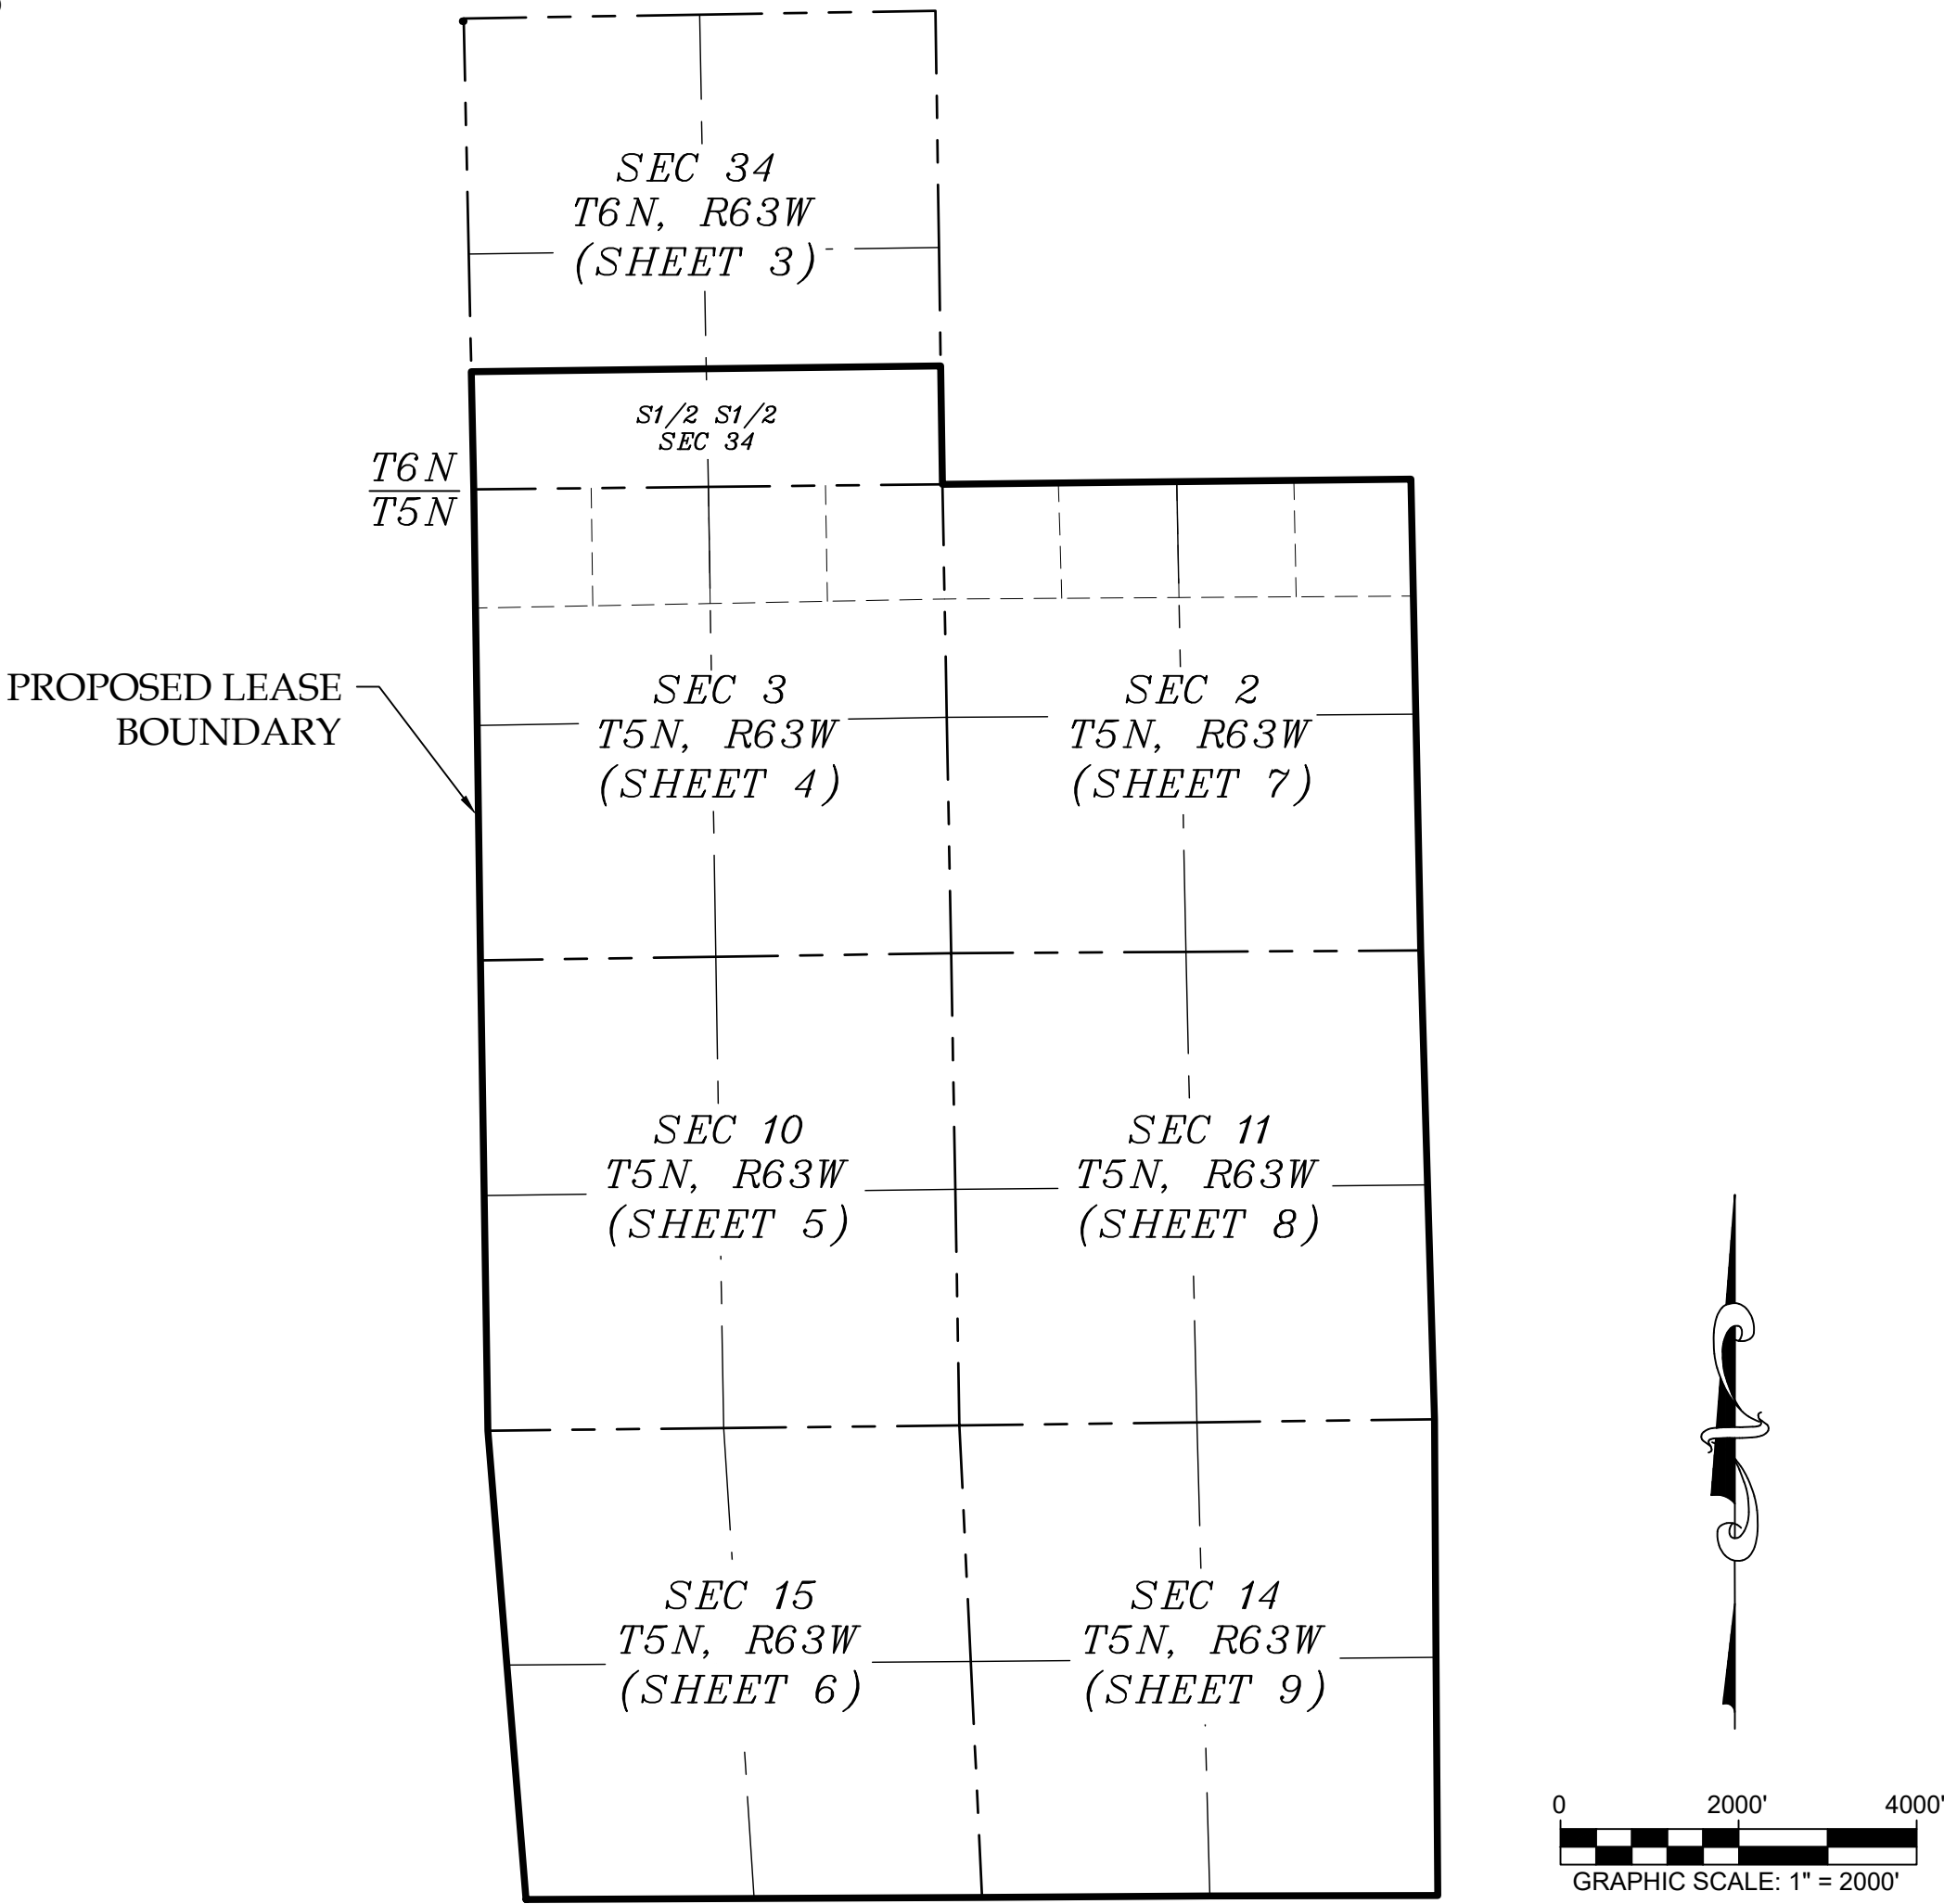 SEC 34
T6N, R63W
(SHEET 3)
S1/2 S1/2
SEC 34
T6N
T5N
PROPOSED LEASE
BOUNDARY
SEC 3
T5N, R63W
(SHEET 4)
SEC 2
T5N, R63W
(SHEET 7)
SEC 10
T5N, R63W
(SHEET 5)
SEC 11
T5N, R63W
(SHEET 8)
SEC 15
T5N, R63W
(SHEET 6)
SEC 14
T5N, R63W
(SHEET 9)
0 2000' 4000'
GRAPHIC SCALE: 1" = 2000'